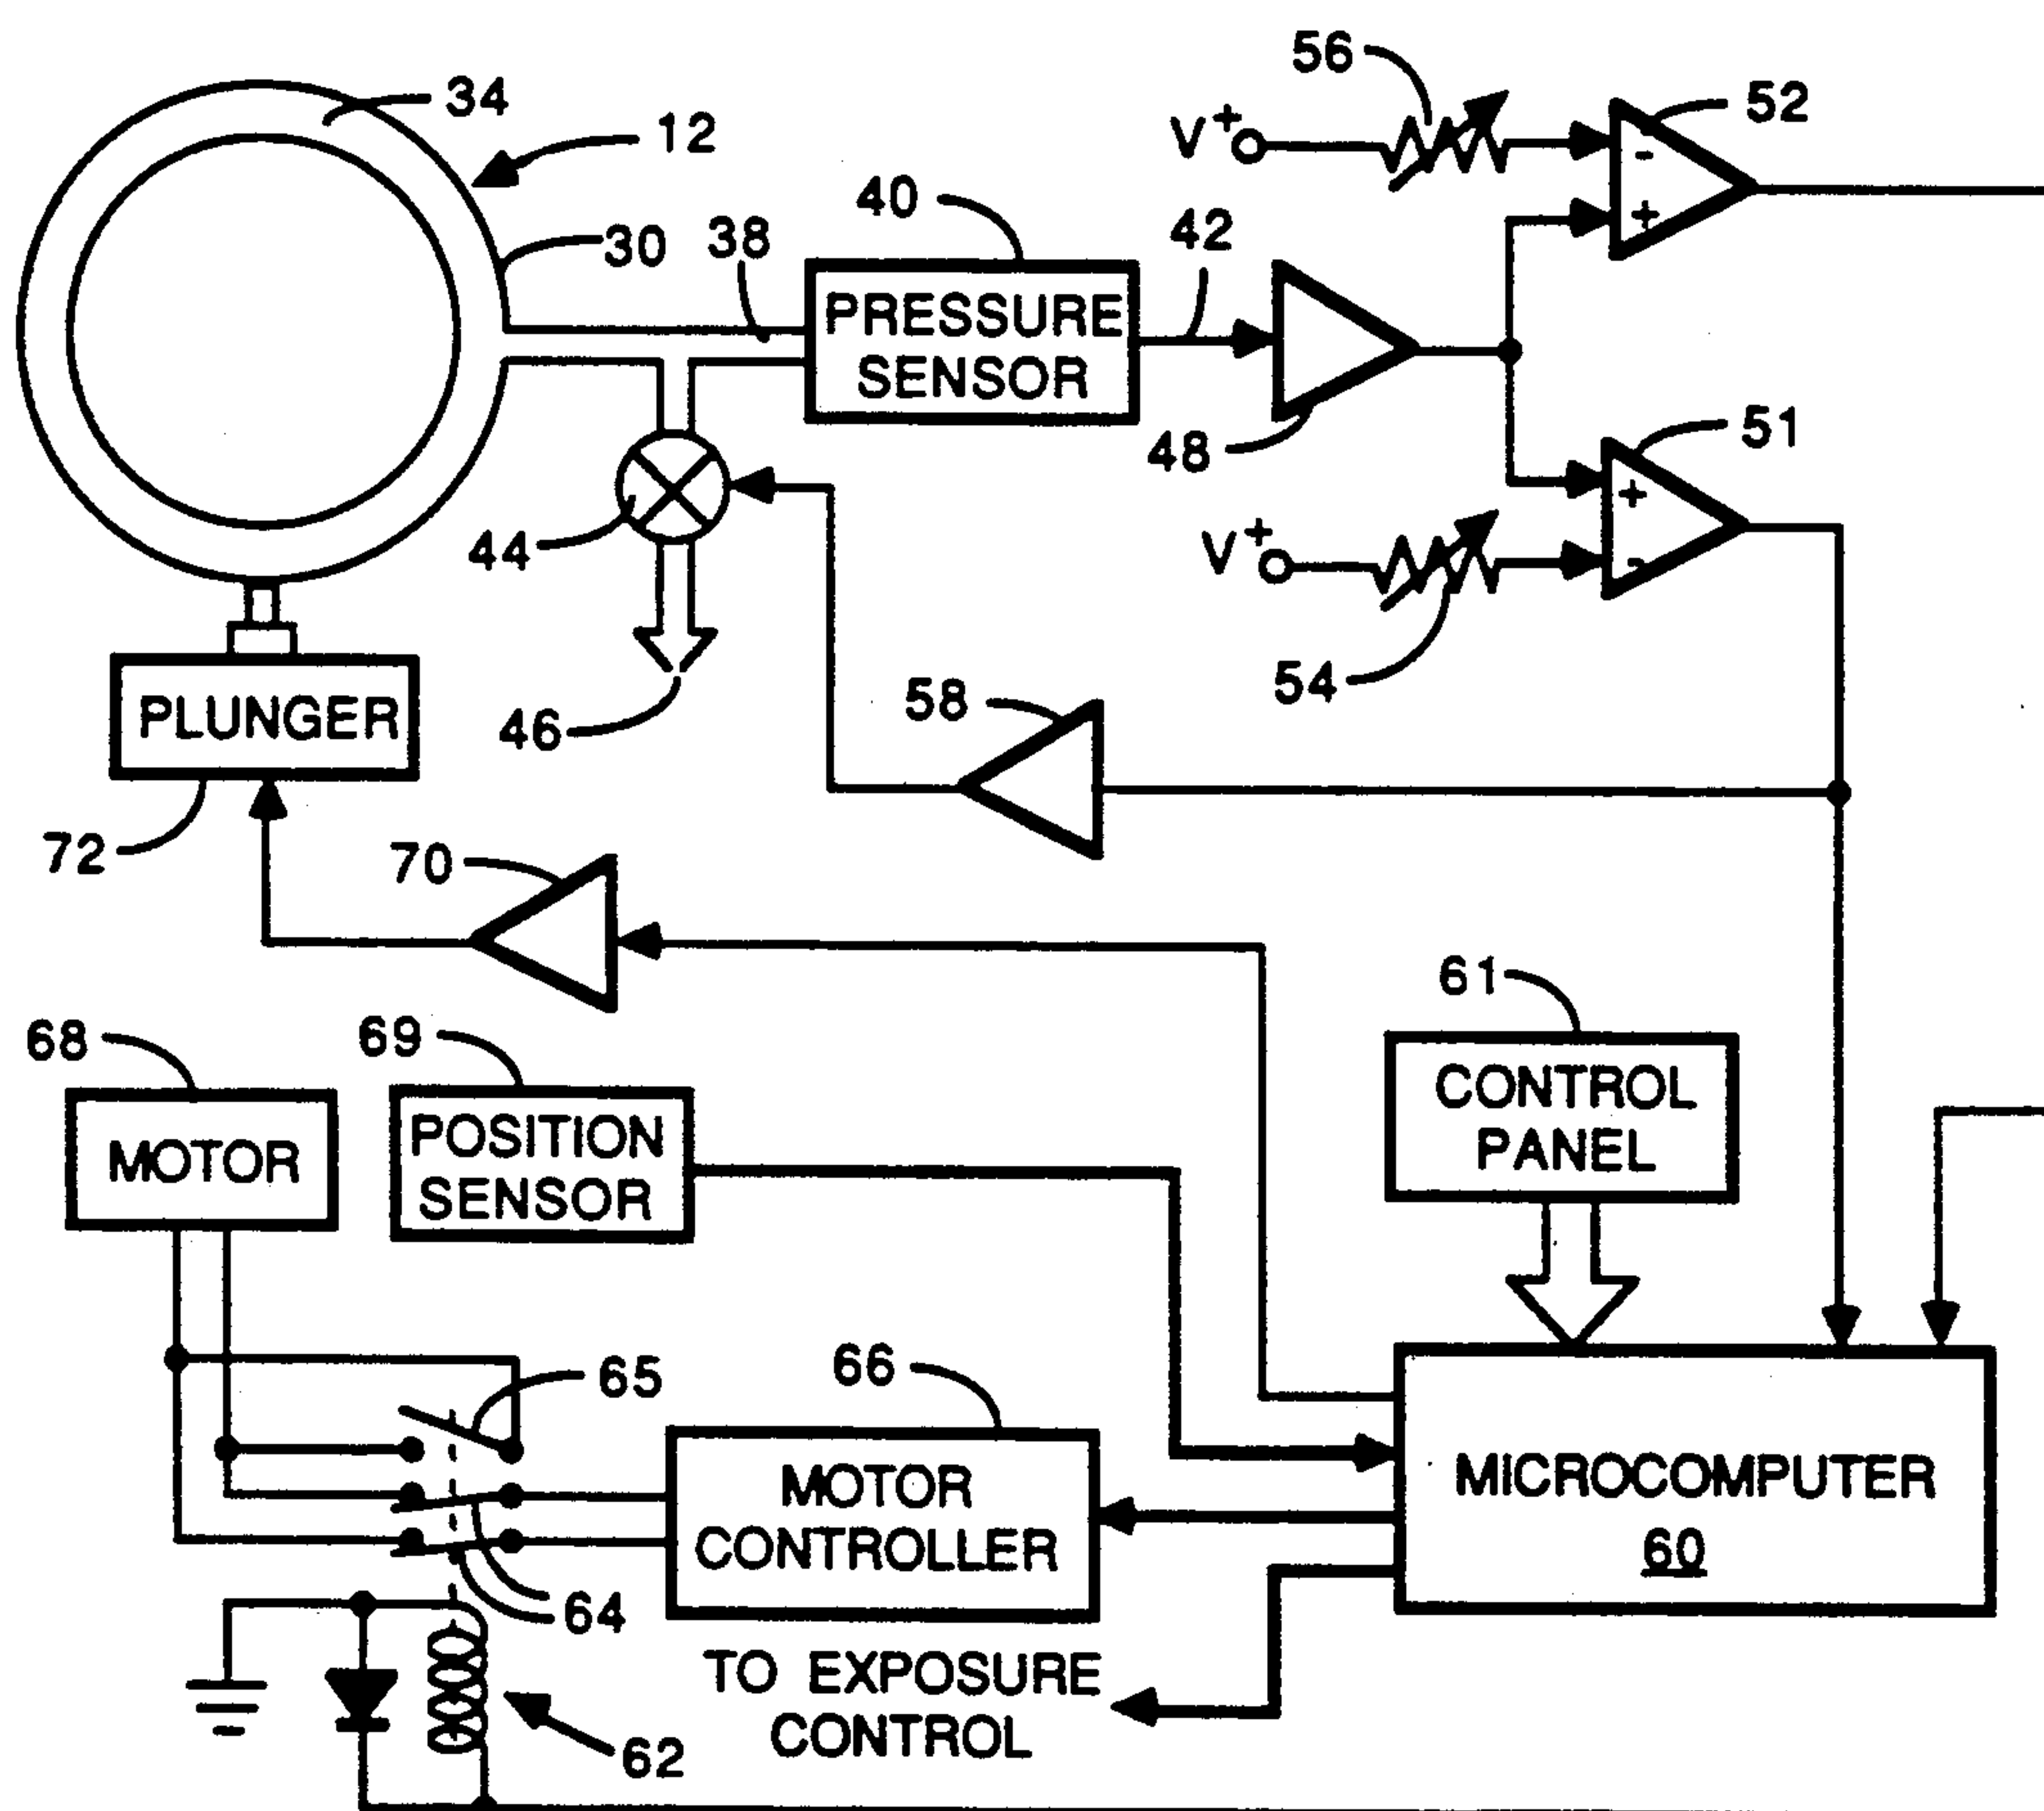 56
52
34
12
V+
-
+
40
42
30
38
PRESSURE
SENSOR
48
51
+
V+
-
44
54
46
58
PLUNGER
72
70
61
68
69
CONTROL
PANEL
MOTOR
POSITION
SENSOR
65
66
MOTOR
CONTROLLER
MICROCOMPUTER
60
64
TO EXPOSURE
CONTROL
62